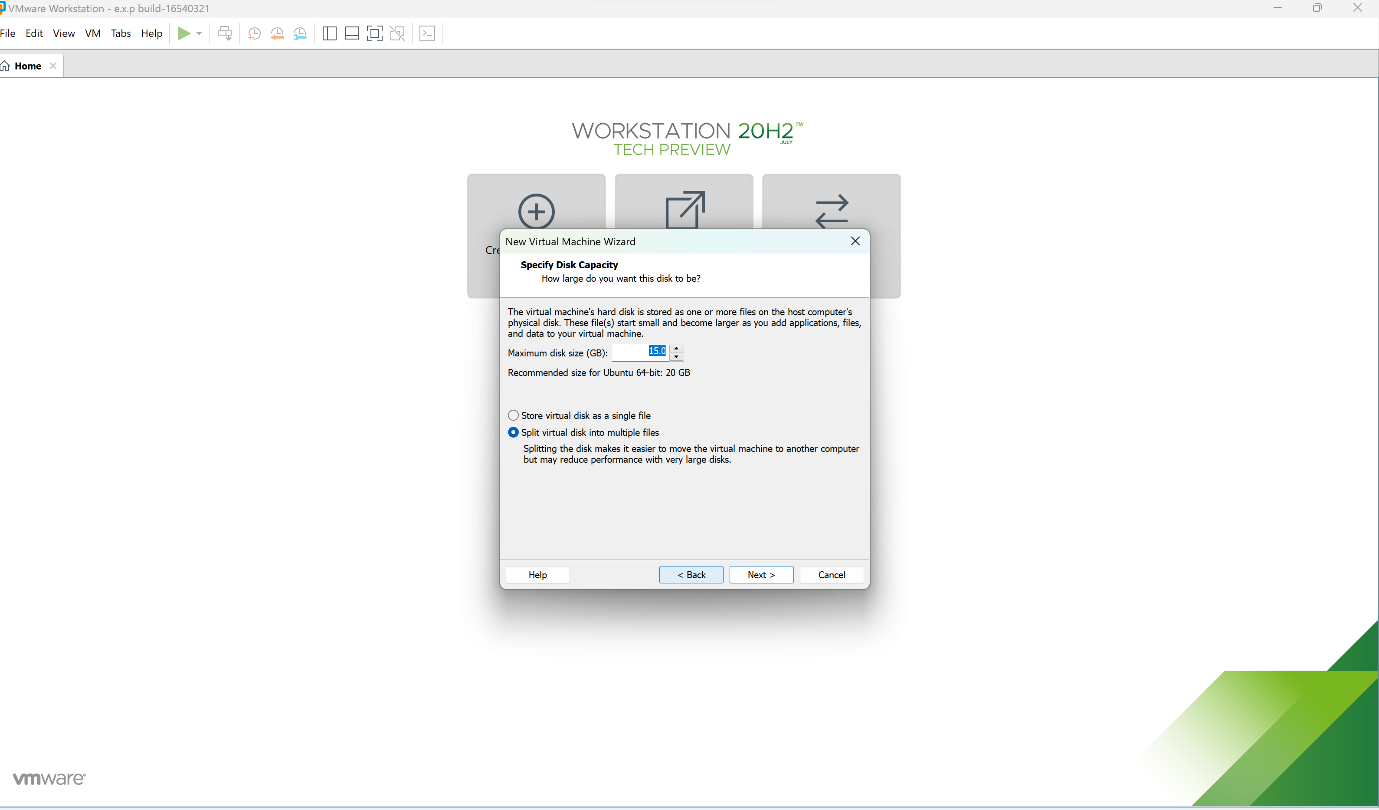 VMware Workstation - e.x.p build-16540321
File Edit View VM Tabs Help
Home
WORKSTATION 20H2™
JULY
TECH PREVIEW
Cre
New Virtual Machine Wizard
Specify Disk Capacity
How large do you want this disk to be?
The virtual machine's hard disk is stored as one or more files on the host computer's
physical disk. These file(s) start small and become larger as you add applications, files,
and data to your virtual machine.
Maximum disk size (GB): 15.0
Recommended size for Ubuntu 64-bit: 20 GB
Store virtual disk as a single file
Split virtual disk into multiple files
Splitting the disk makes it easier to move the virtual machine to another computer
but may reduce performance with very large disks.
Help < Back Next > Cancel
vmware®